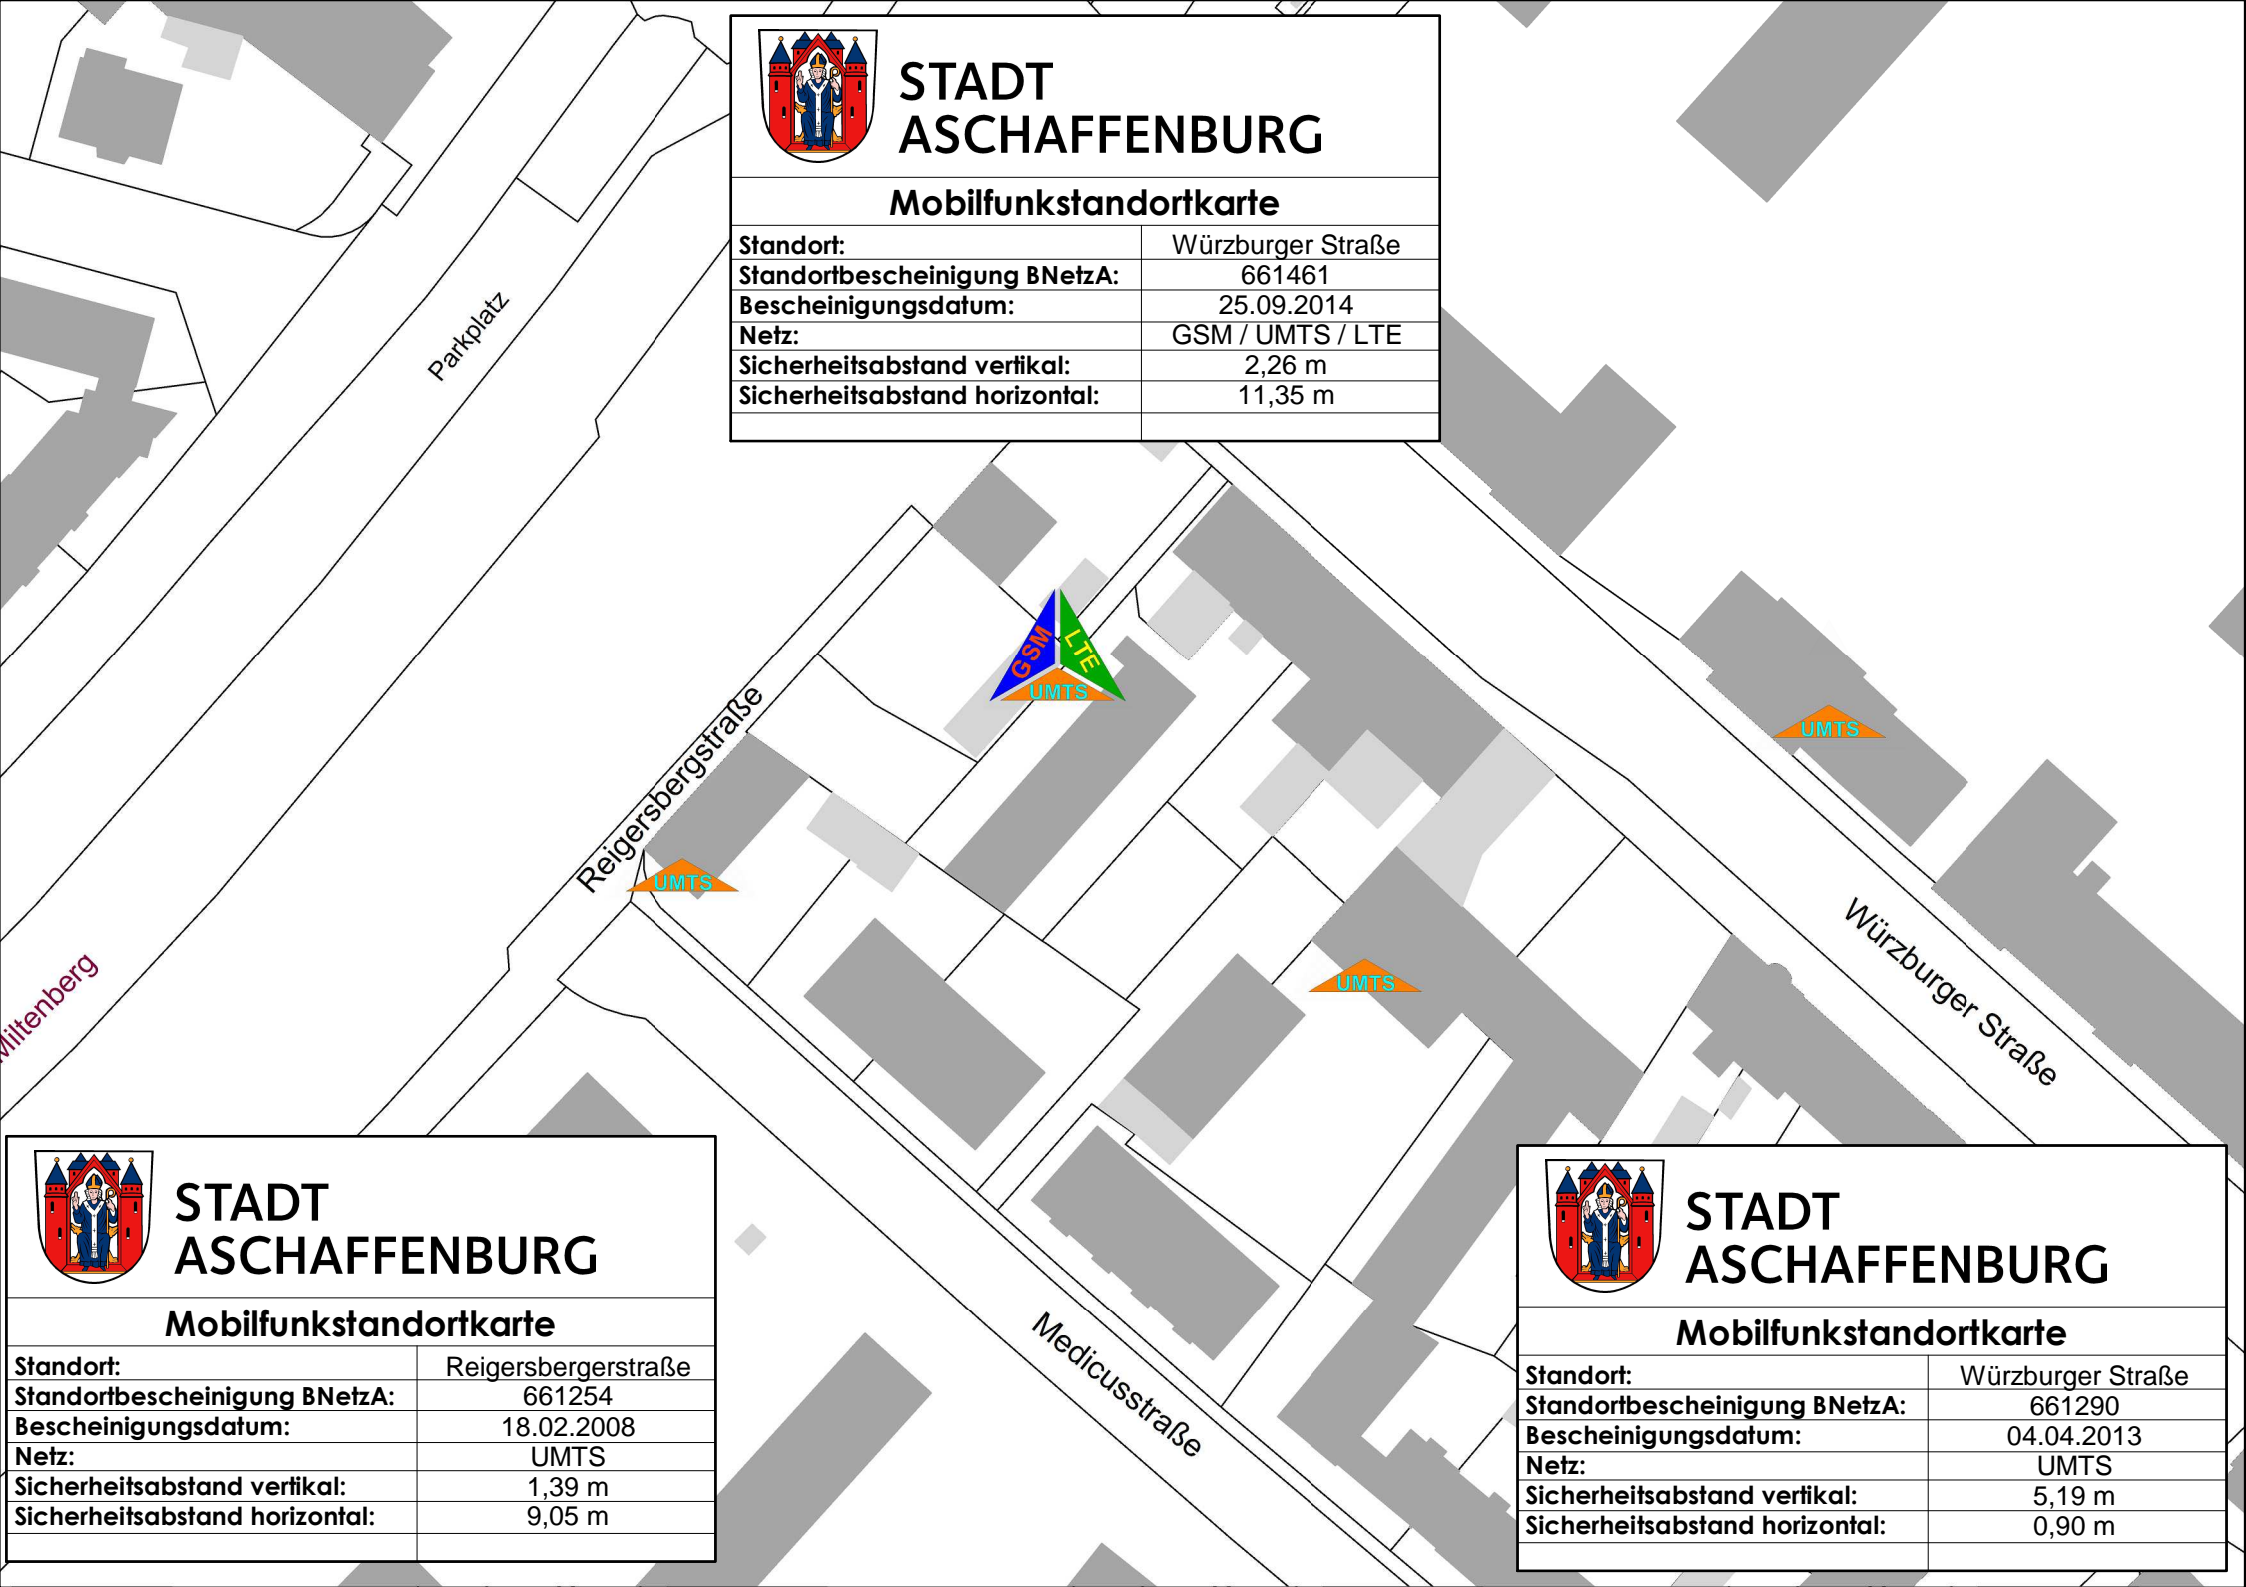 STADT
ASCHAFFENBURG
Mobilfunkstandortkarte
Standort: Würzburger Straße
Standortbescheinigung BNetzA: 661461
Bescheinigungsdatum: 25.09.2014
Netz: GSM / UMTS / LTE
Sicherheitsabstand vertikal: 2,26 m
Sicherheitsabstand horizontal: 11,35 m
Parkplatz
GSM
LTE
UMTS
Reigersbergstraße
UMTS
UMTS
UMTS
Würzburger Straße
Miltenberg
Medicusstraße
STADT
ASCHAFFENBURG
Mobilfunkstandortkarte
Standort: Reigersbergerstraße
Standortbescheinigung BNetzA: 661254
Bescheinigungsdatum: 18.02.2008
Netz: UMTS
Sicherheitsabstand vertikal: 1,39 m
Sicherheitsabstand horizontal: 9,05 m
STADT
ASCHAFFENBURG
Mobilfunkstandortkarte
Standort: Würzburger Straße
Standortbescheinigung BNetzA: 661290
Bescheinigungsdatum: 04.04.2013
Netz: UMTS
Sicherheitsabstand vertikal: 5,19 m
Sicherheitsabstand horizontal: 0,90 m